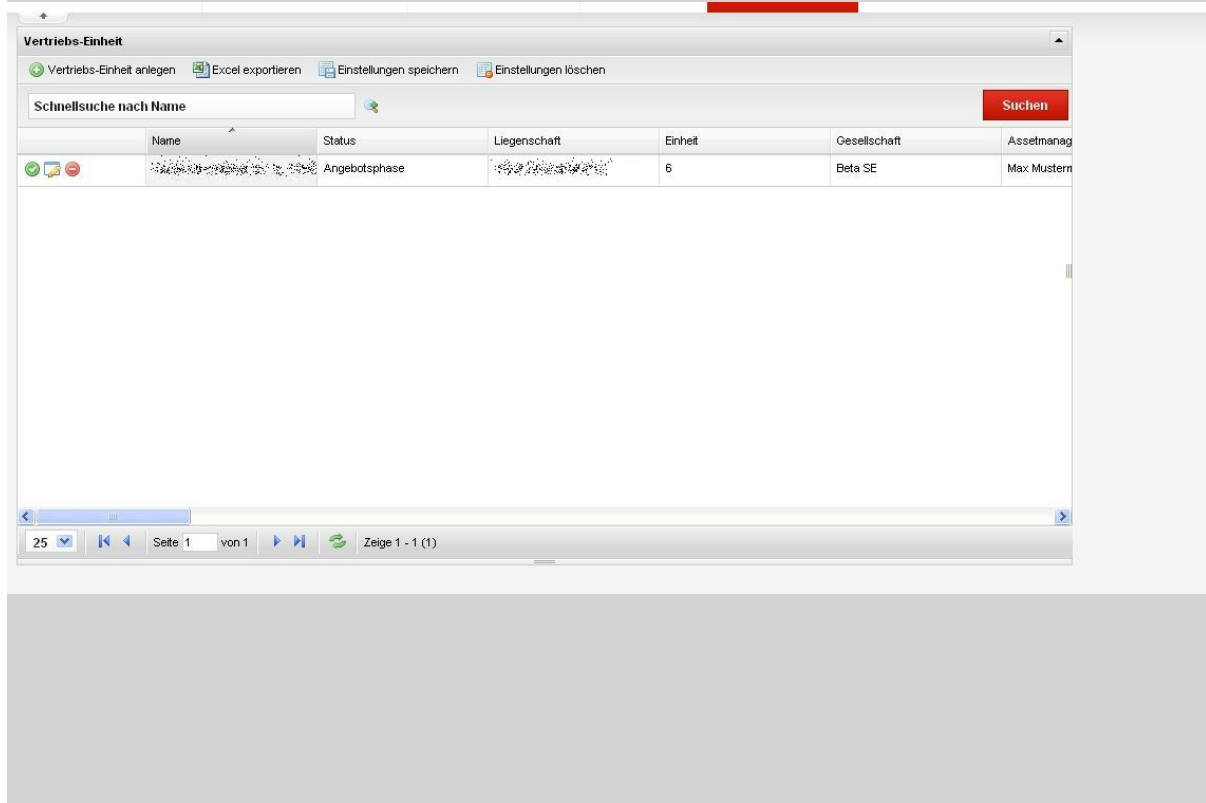 Vertriebs-Einheit
Vertriebs-Einheit anlegen Excel exportieren Einstellungen speichern Einstellungen löschen
Schnellsuche nach Name Suchen
Name Status Liegenschaft Einheit Gesellschaft Assetmanag
Angebotsphase 6 Beta SE Max Mustern
25 Seite 1 von 1 Zeige 1 - 1 (1)